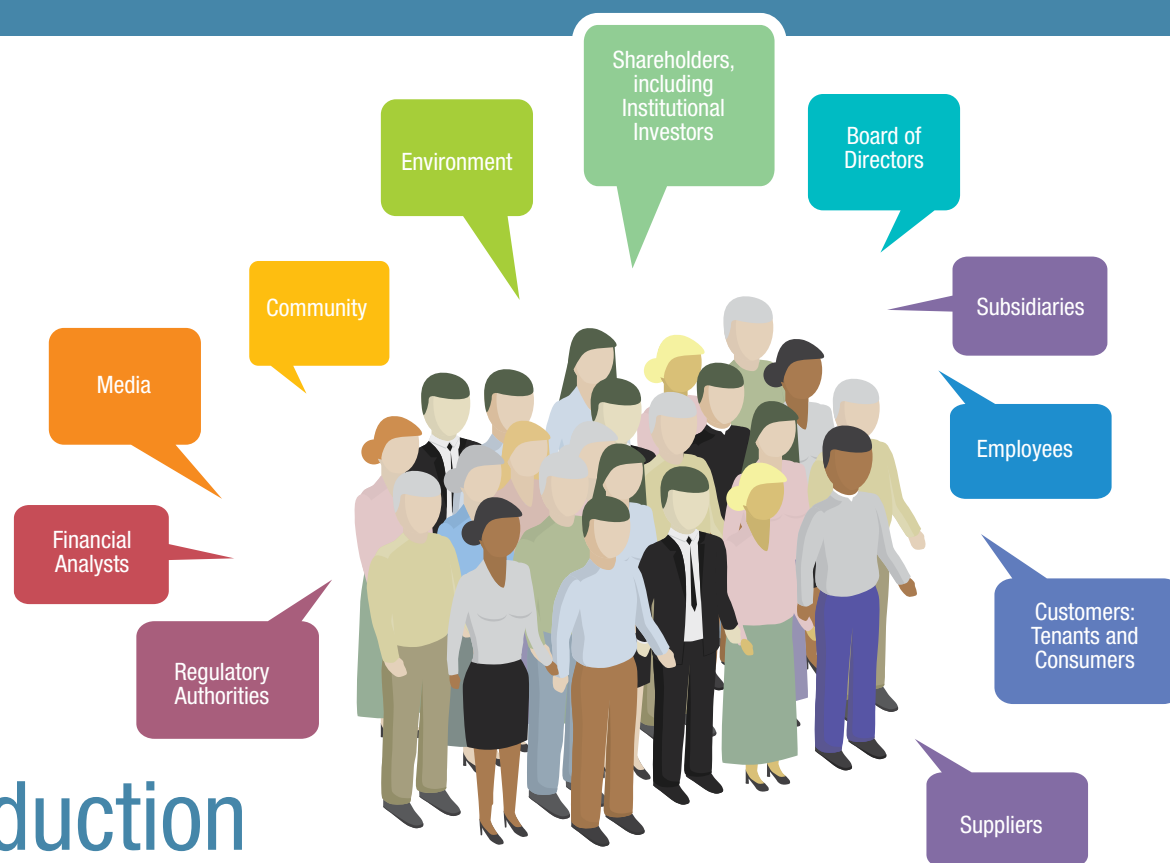 Shareholders,
including
Institutional
Investors
Board of
Directors
Environment
Subsidiaries
Community
Media
Employees
Financial
Analysts
Customers:
Tenants and
Consumers
Regulatory
Authorities
Suppliers
duction